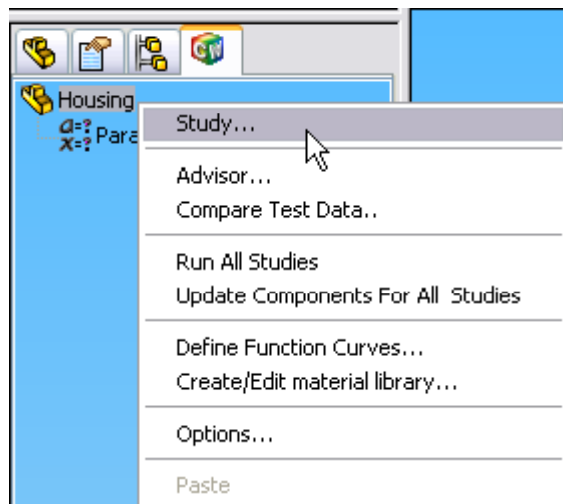 Housing
a=?
x=? Para
Study...
Advisor...
Compare Test Data..
Run All Studies
Update Components For All Studies
Define Function Curves...
Create/Edit material library...
Options...
Paste